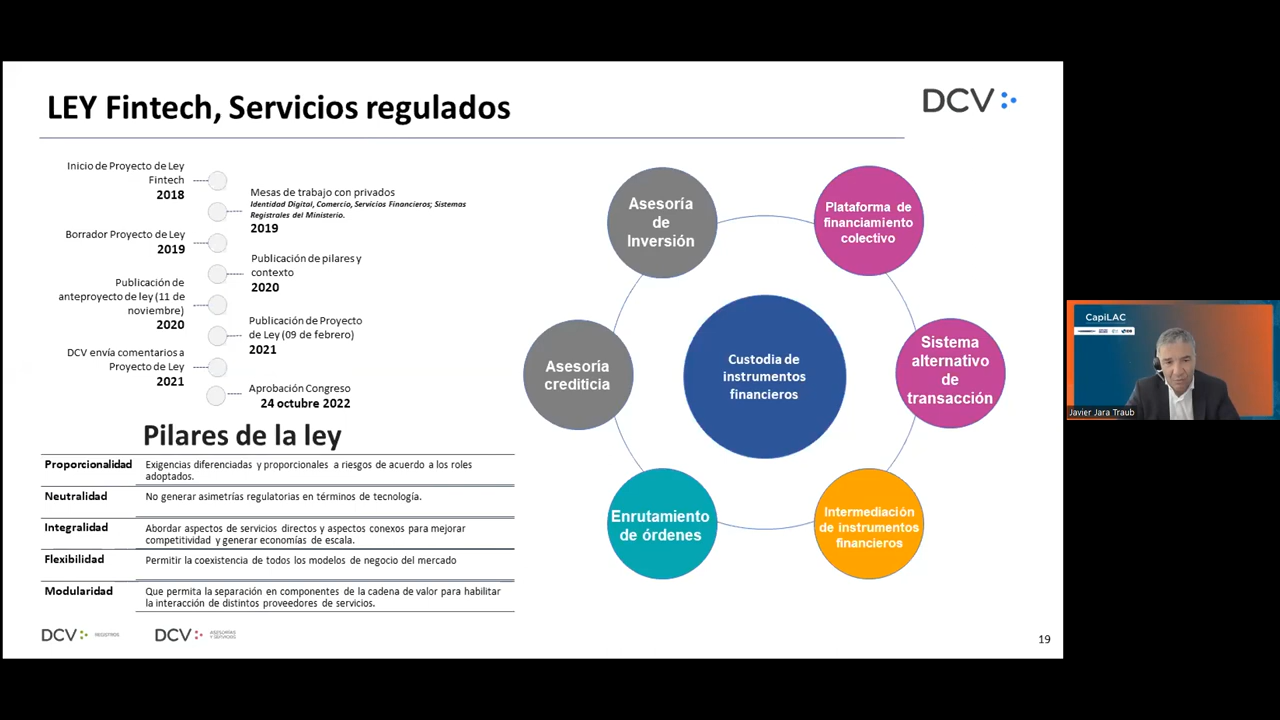 LEY Fintech, Servicios regulados
DCV
Inicio de Proyecto de Ley
Fintech
2018
Mesas de trabajo con privados
Identidad Digital, Comercio, Servicios Financieros; Sistemas
Registrales del Ministerio.
2019
Borrador Proyecto de Ley
2019
Publicación de pilares y
contexto
2020
Publicación de
anteproyecto de ley (11 de
noviembre)
2020
Publicación de Proyecto
de Ley (09 de febrero)
2021
DCV envía comentarios a
Proyecto de Ley
2021
Aprobación Congreso
24 octubre 2022
Pilares de la ley
Proporcionalidad
Exigencias diferenciadas y proporcionales a riesgos de acuerdo a los roles
adoptados.
Neutralidad
No generar asimetrías regulatorias en términos de tecnología.
Integralidad
Abordar aspectos de servicios directos y aspectos conexos para mejorar
competitividad y generar economías de escala.
Flexibilidad
Permitir la coexistencia de todos los modelos de negocio del mercado
Modularidad
Que permita la separación en componentes de la cadena de valor para habilitar
la interacción de distintos proveedores de servicios.
Asesoría
de
Inversión
Plataforma de
financiamiento
colectivo
Asesoría
crediticia
Custodia de
instrumentos
financieros
Sistema
alternativo
de
transacción
Enrutamiento
de órdenes
Intermediación
de instrumentos
financieros
DCV REGISTROS
DCV ASESORÍAS
Y SERVICIOS
19
CapiLAC
Javier Jara Traub